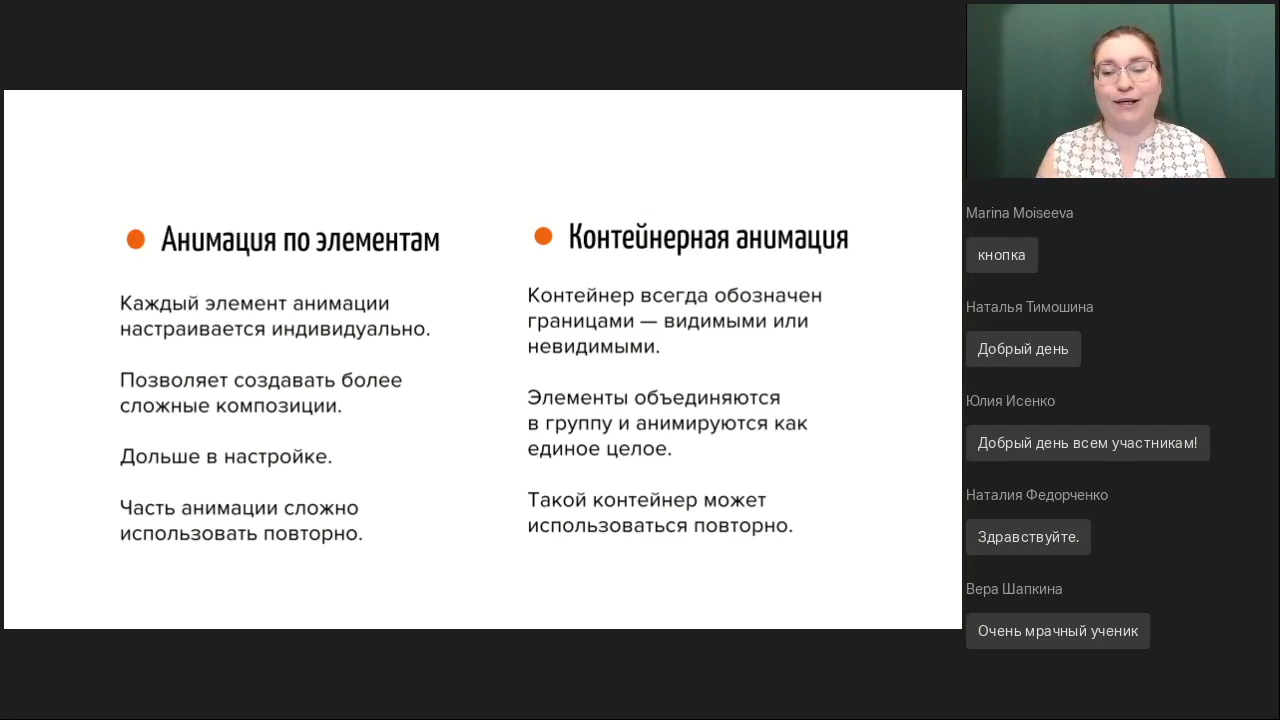 Анимация по элементам
Каждый элемент анимации
настраивается индивидуально.
Позволяет создавать более
сложные композиции.
Дольше в настройке.
Часть анимации сложно
использовать повторно.
Контейнерная анимация
Контейнер всегда обозначен
границами — видимыми или
невидимыми.
Элементы объединяются
в группу и анимируются как
единое целое.
Такой контейнер может
использоваться повторно.
Marina Moiseeva
кнопка
Наталья Тимошина
Добрый день
Юлия Исенко
Добрый день всем участникам!
Наталия Федорченко
Здравствуйте.
Вера Шапкина
Очень мрачный ученик